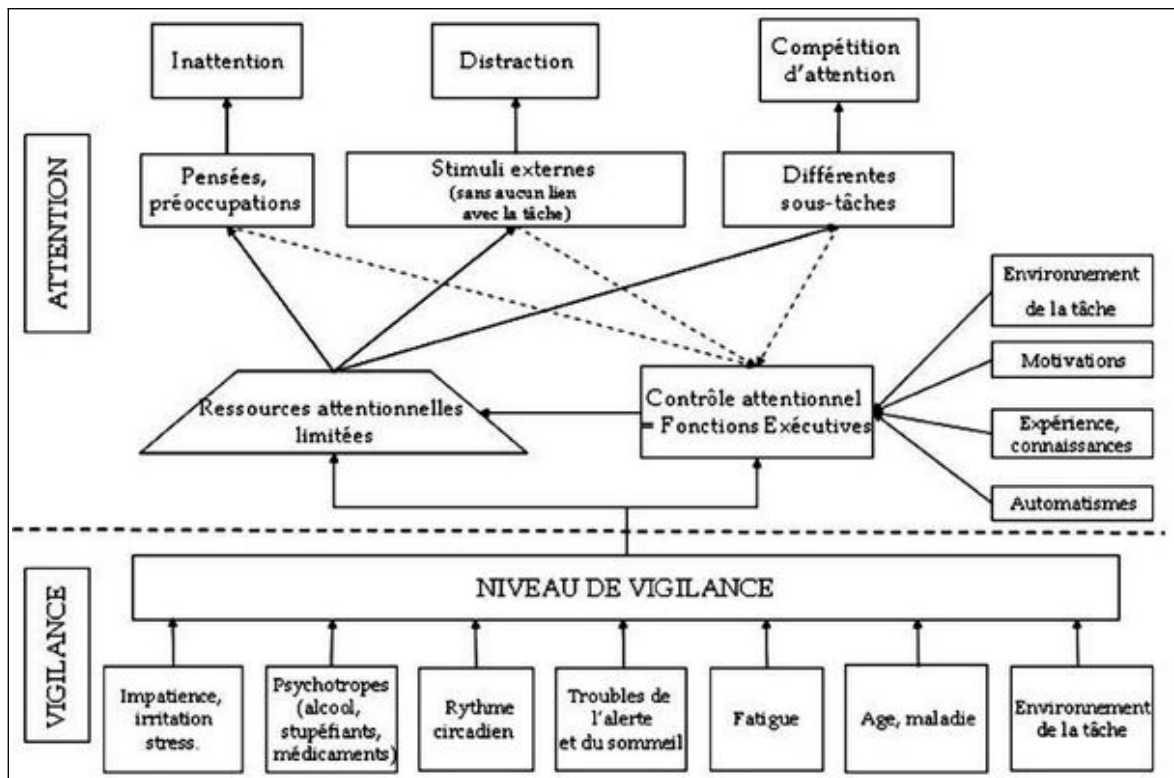 Inattention
Distraction
Compétition
d'attention
ATTENTION
Pensées,
préoccupations
Stimuli externes
(sans aucun lien
avec la tâche)
Différentes
sous-tâches
Environnement
de la tâche
Motivations
Expérience,
connaissances
Automatismes
Ressources attentionnelles
limitées
Contrôle attentionnel
= Fonctions Exécutives
VIGILANCE
NIVEAU DE VIGILANCE
Impatience,
irritation
stress.
Psychotropes
(alcool,
stupéfiants,
médicaments)
Rythme
circadien
Troubles de
l'alerte
et du sommeil
Fatigue
Age, maladie
Environnement
de la tâche